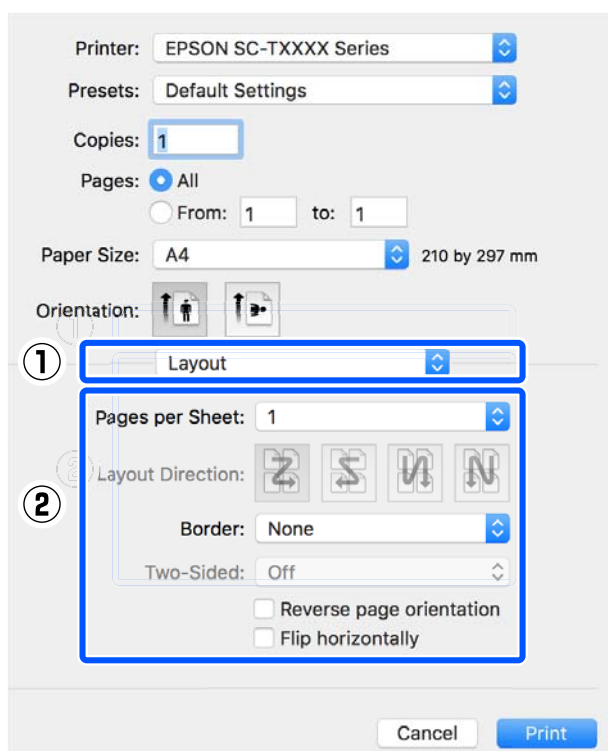 Printer: EPSON SC-TXXXX Series
Presets: Default Settings
Copies: 1
Pages: All
From: 1 to: 1
Paper Size: A4 210 by 297 mm
Orientation:
① Layout
Pages per Sheet: 1
Layout Direction:
②
Border: None
Two-Sided: Off
Reverse page orientation
Flip horizontally
Cancel Print